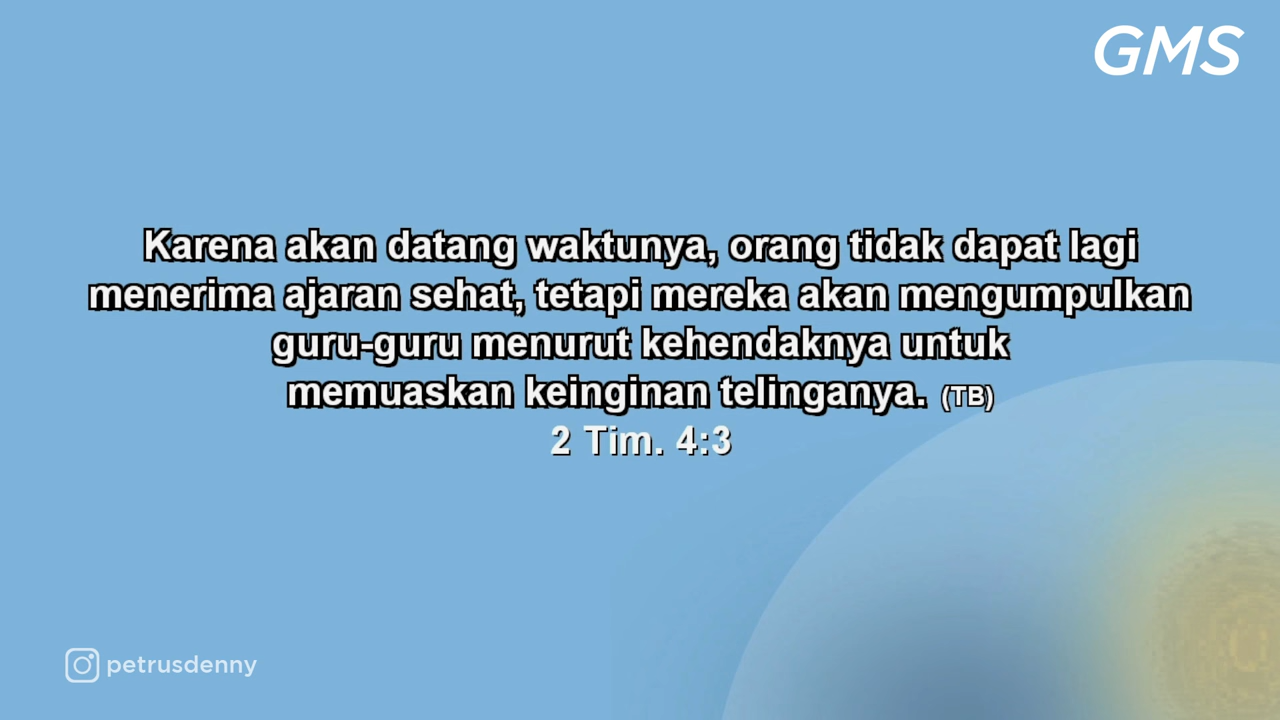 GMS
Karena akan datang waktunya, orang tidak dapat lagi
menerima ajaran sehat, tetapi mereka akan mengumpulkan
guru-guru menurut kehendaknya untuk
memuaskan keinginan telinganya. (TB)
2 Tim. 4:3
petrusdenny